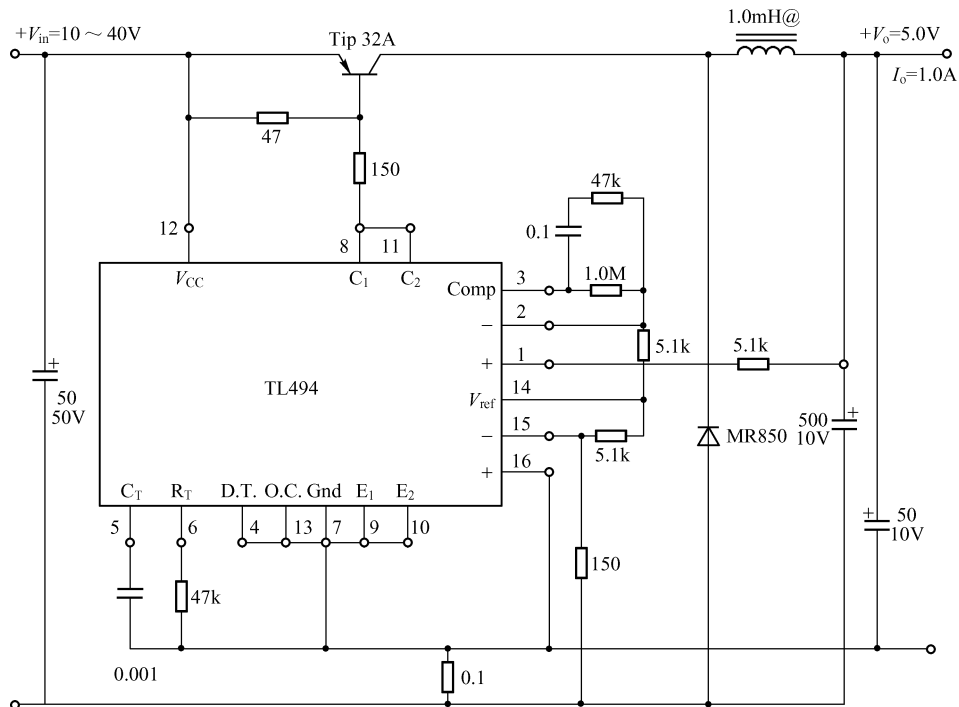 1.0mH@
+Vin=10～40V
Tip 32A
+Vo=5.0V
Io=1.0A
47
150
47k
0.1
12
8
11
VCC
C1
C2
Comp
3
1.0M
−
2
5.1k
+
1
5.1k
50
50V
TL494
Vref
14
500
10V
+
−
15
5.1k
MR850
+
16
CT
RT
D.T.
O.C.
Gnd
E1
E2
5
6
4
13
7
9
10
+
50
10V
47k
150
0.001
0.1
+